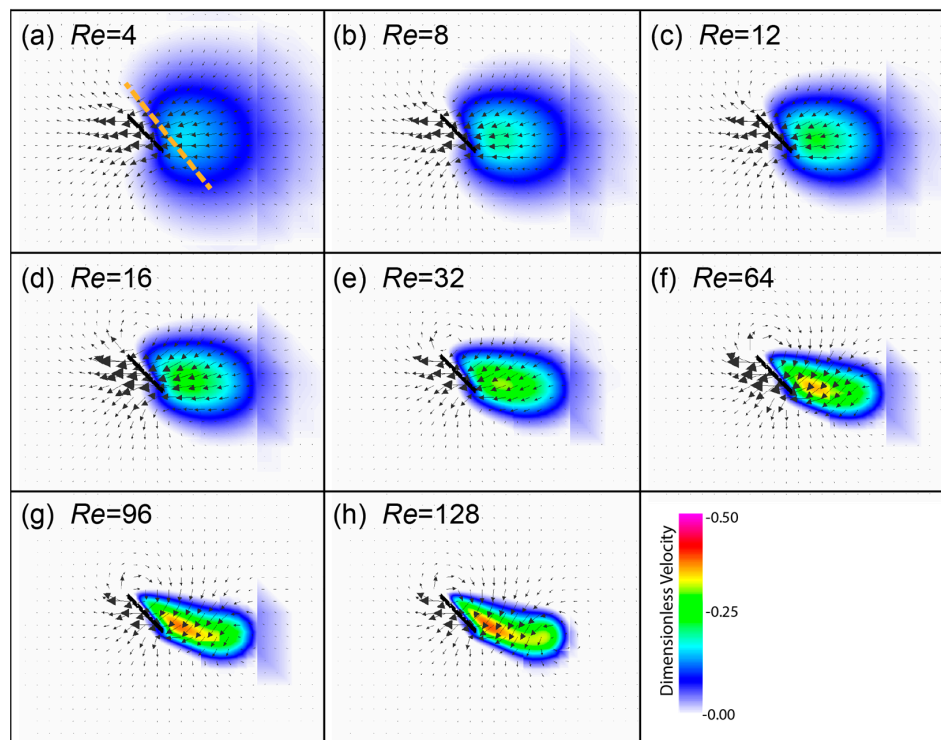 (a) Re=4
(b) Re=8
(c) Re=12
(d) Re=16
(e) Re=32
(f) Re=64
(g) Re=96
(h) Re=128
Dimensionless Velocity
-0.50
-0.25
-0.00